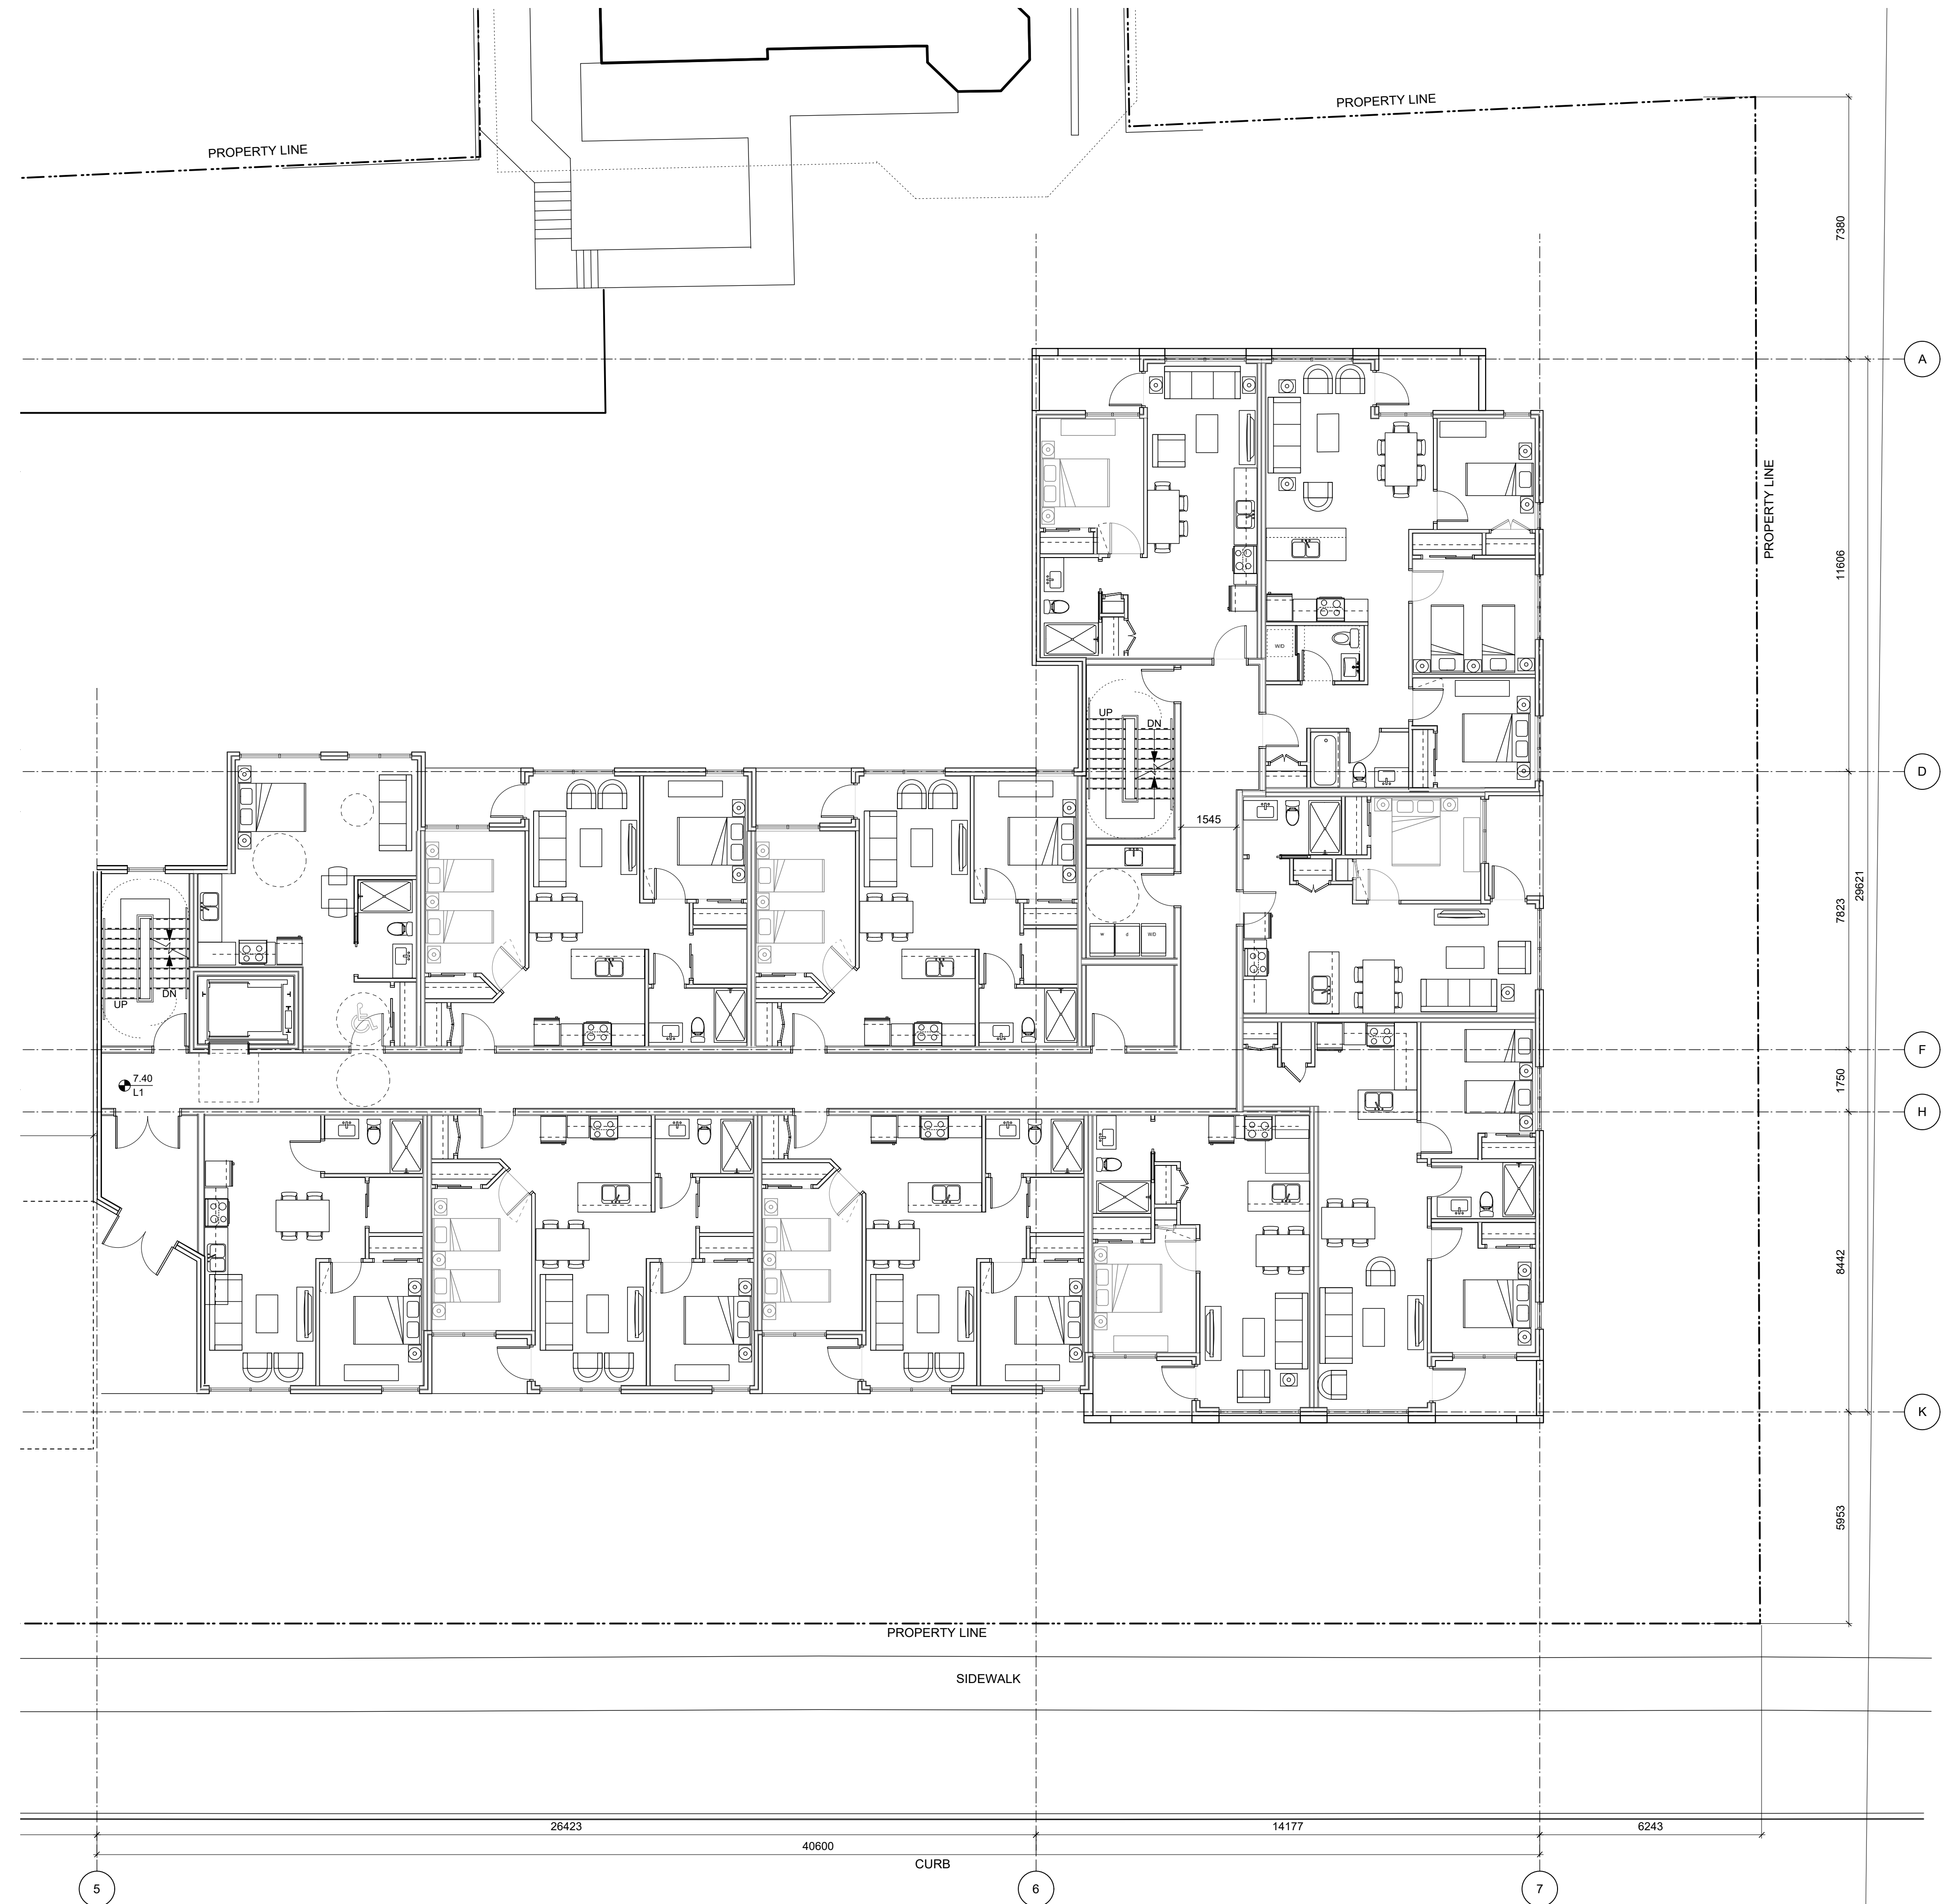 PROPERTY LINE
PROPERTY LINE
7380
A
PROPERTY LINE
11606
W/D
UP
DN
D
1545
7823
29621
w
d
W/D
UP
DN
F
7.40
L1
1750
H
8442
K
5953
PROPERTY LINE
SIDEWALK
26423
14177
6243
40600
CURB
5
6
7